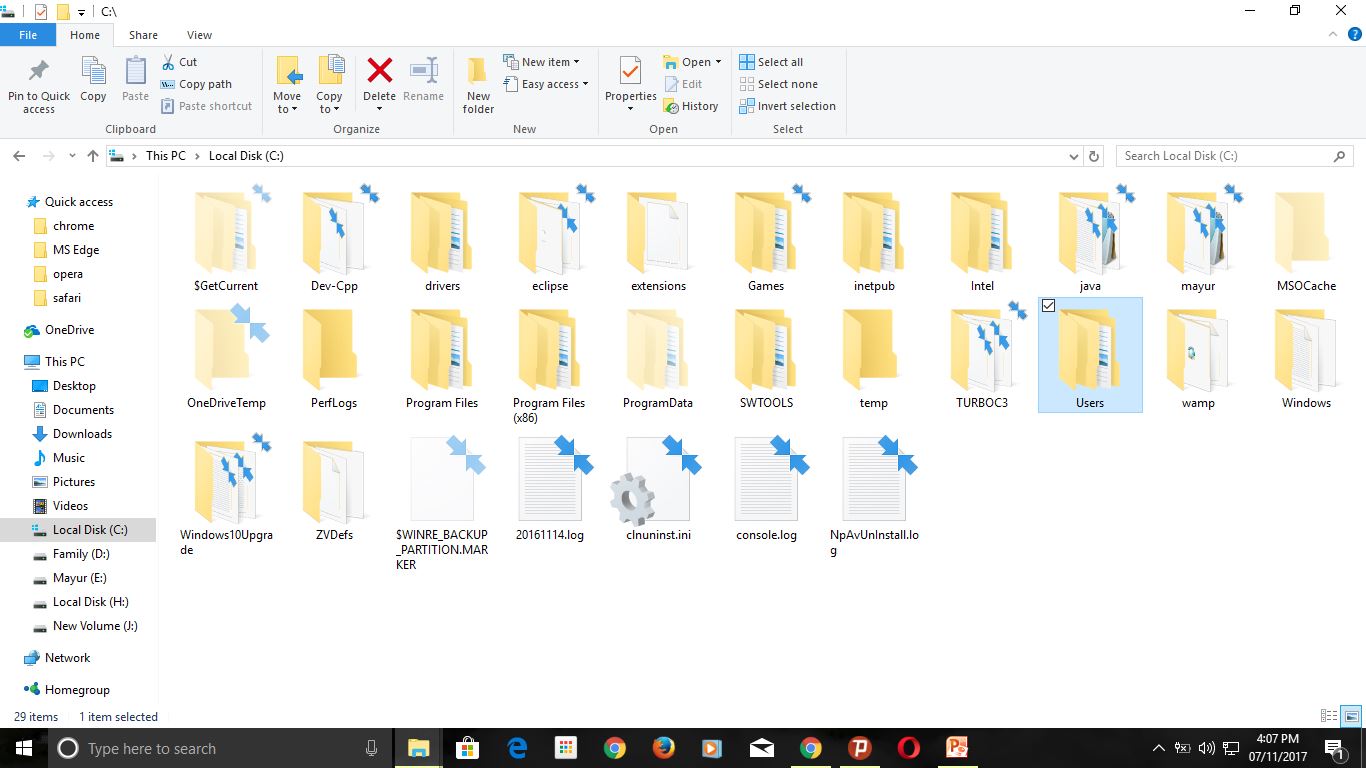 C:\
File Home Share View
Pin to Quick access
Copy
Paste
Cut
Copy path
Paste shortcut
Clipboard
Move to
Copy to
Delete
Rename
Organize
New folder
New item
Easy access
New
Properties
Open
Edit
History
Open
Select all
Select none
Invert selection
Select
This PC > Local Disk (C:)
Search Local Disk (C:)
Quick access
chrome
MS Edge
opera
safari
OneDrive
This PC
Desktop
Documents
Downloads
Music
Pictures
Videos
Local Disk (C:)
Family (D:)
Mayur (E:)
Local Disk (H:)
New Volume (J:)
Network
Homegroup
$GetCurrent Dev-Cpp drivers eclipse extensions Games inetpub Intel java mayur MSOCache
OneDriveTemp PerfLogs Program Files Program Files (x86) ProgramData SWTOOLS temp TURBOC3 Users wamp Windows
Windows10Upgrade
ZVDefs
$WINRE_BACKUP_PARTITION.MARKER
20161114.log
clnuninst.ini
console.log
NpAvUnInstall.log
29 items 1 item selected
Type here to search
4:07 PM
07/11/2017
1